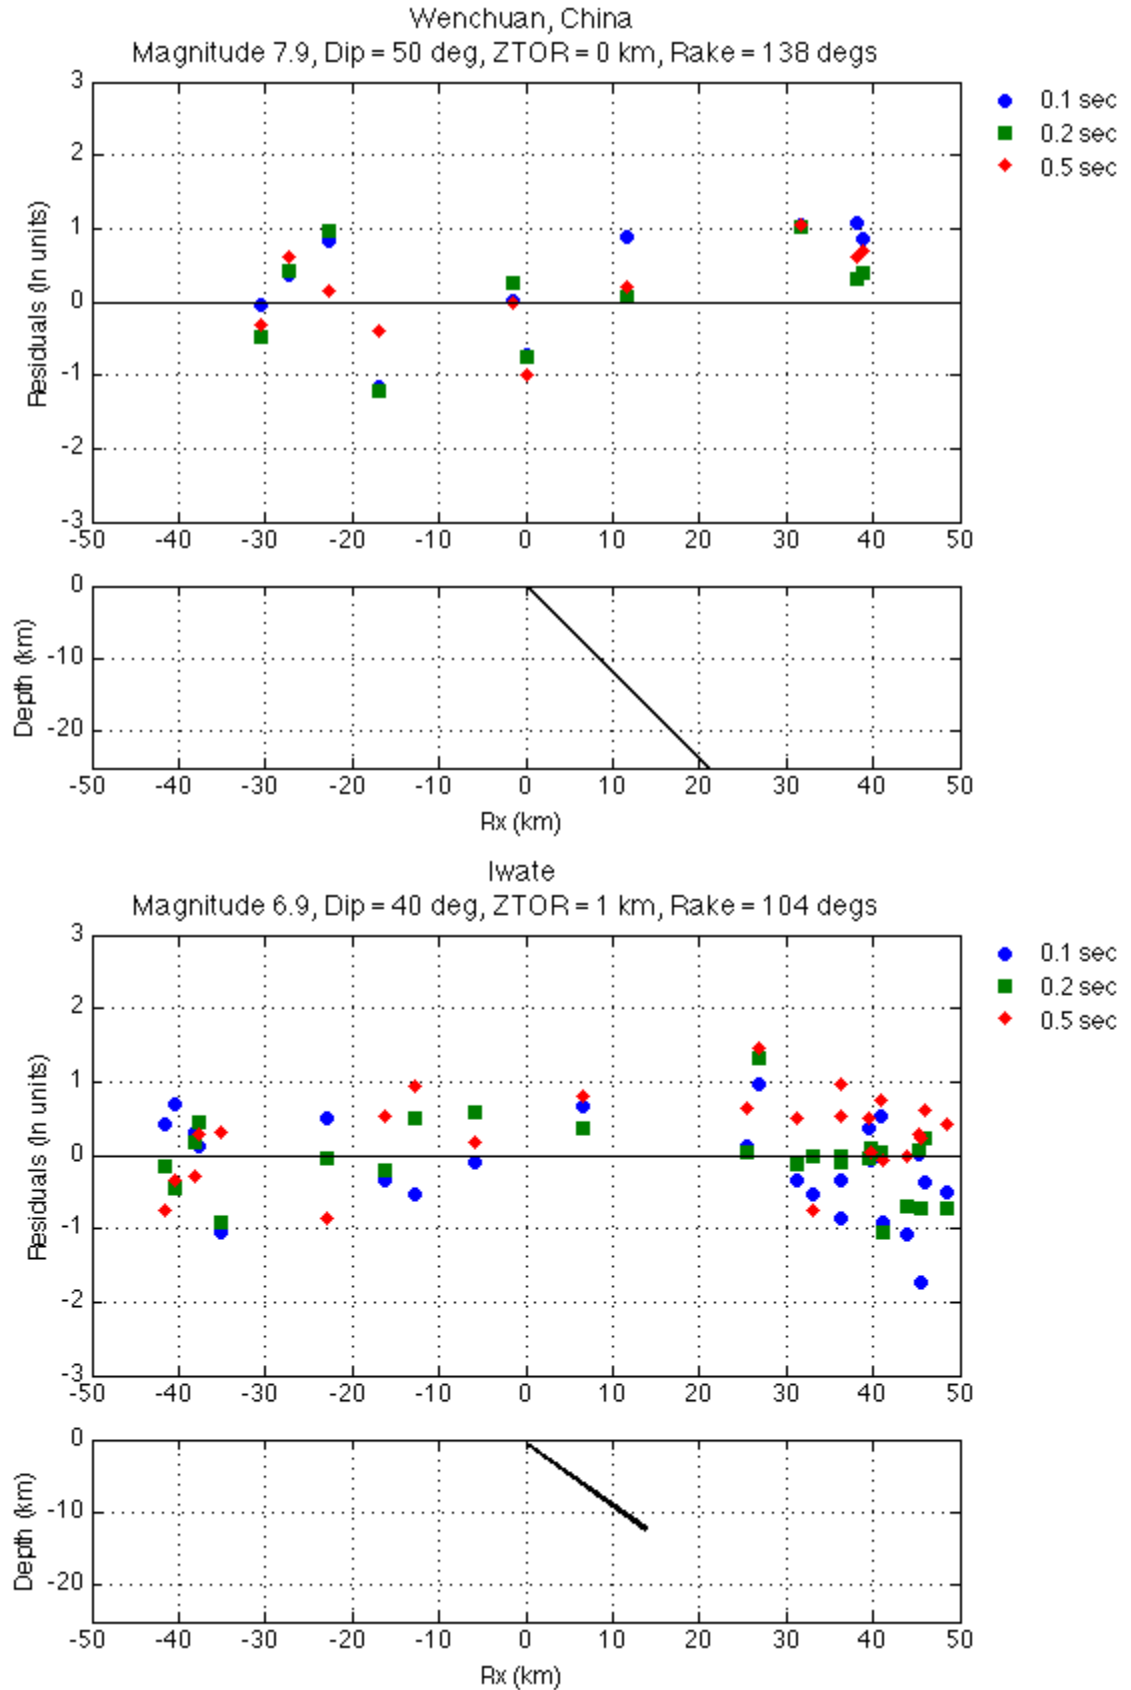 Wenchuan, China
Magnitude 7.9, Dip = 50 deg, ZTOR = 0 km, Rake = 138 degs
3
2
1
0
-1
-2
-3
Residuals (ln units)
-50 -40 -30 -20 -10 0 10 20 30 40 50
0.1 sec
0.2 sec
0.5 sec
0
-10
-20
Depth (km)
-50 -40 -30 -20 -10 0 10 20 30 40 50
Rx (km)
Iwate
Magnitude 6.9, Dip = 40 deg, ZTOR = 1 km, Rake = 104 degs
3
2
1
0
-1
-2
-3
Residuals (ln units)
-50 -40 -30 -20 -10 0 10 20 30 40 50
0.1 sec
0.2 sec
0.5 sec
0
-10
-20
Depth (km)
-50 -40 -30 -20 -10 0 10 20 30 40 50
Rx (km)